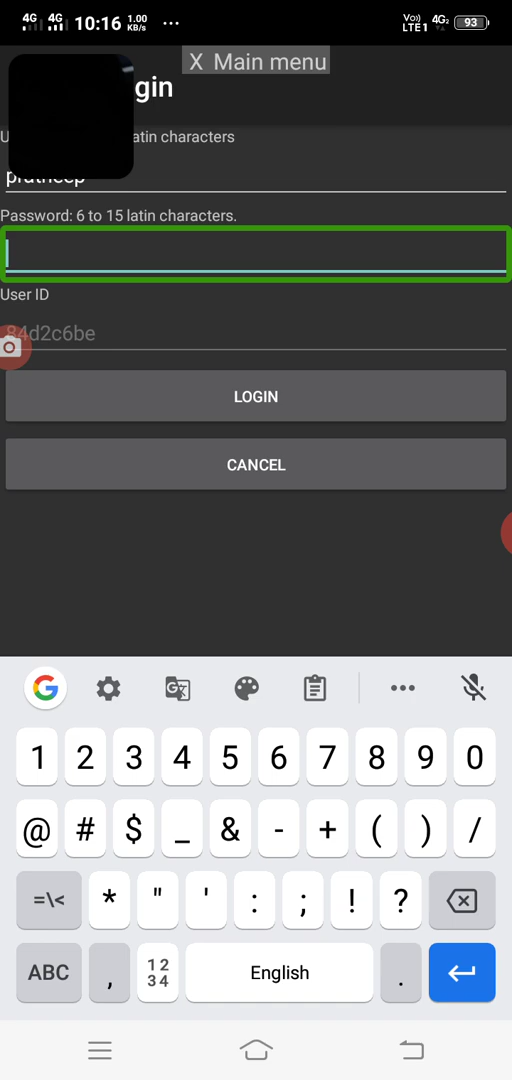 4G 4G 10:16 1.00 KB/s ... Vo)) LTE1 4G2 93
X Main menu
gin
U atin characters
pratheep
Password: 6 to 15 latin characters.
User ID
84d2c6be
LOGIN
CANCEL
G
1 2 3 4 5 6 7 8 9 0
@ # $ _ & - + ( ) /
=\< * " ' : ; ! ?
ABC , 12 34 English .